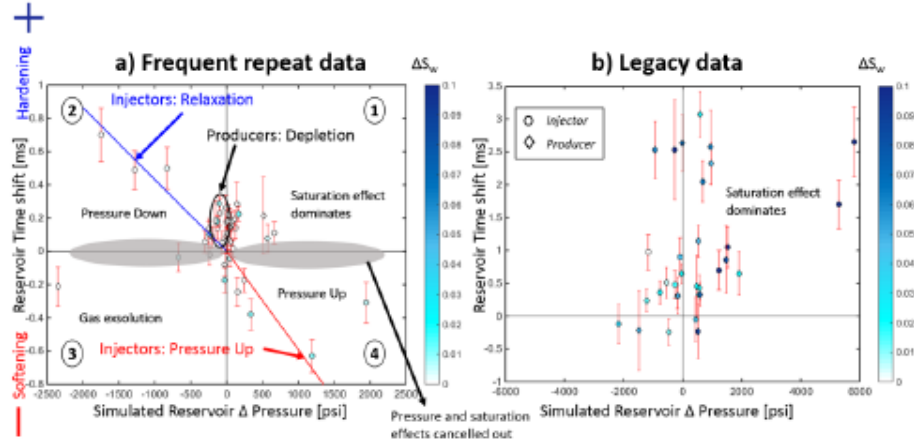 +
Hardening
Softening
a) Frequent repeat data
ΔSw
b) Legacy data
ΔSw
2
1
Injectors: Relaxation
Producers: Depletion
Pressure Down
Saturation effect
dominates
Gas exsolution
Pressure Up
3
Injectors: Pressure Up
4
Reservoir Time shift [ms]
1
0.8
0.6
0.4
0.2
0
-0.2
-0.4
-0.6
-0.8
-2500 -2000 -1500 -1000 -500 0 500 1000 1500 2000 2500
Simulated Reservoir Δ Pressure [psi]
0.1
0.09
0.08
0.07
0.06
0.05
0.04
0.03
0.02
0.01
0
Pressure and saturation
effects cancelled out
Injector
Producer
Saturation effect
dominates
Reservoir Time shift [ms]
3.5
3
2.5
2
1.5
1
0.5
0
-0.5
-1
-6000 -4000 -2000 0 2000 4000 6000
Simulated Reservoir Δ Pressure [psi]
0.1
0.09
0.08
0.07
0.06
0.05
0.04
0.03
0.02
0.01
0